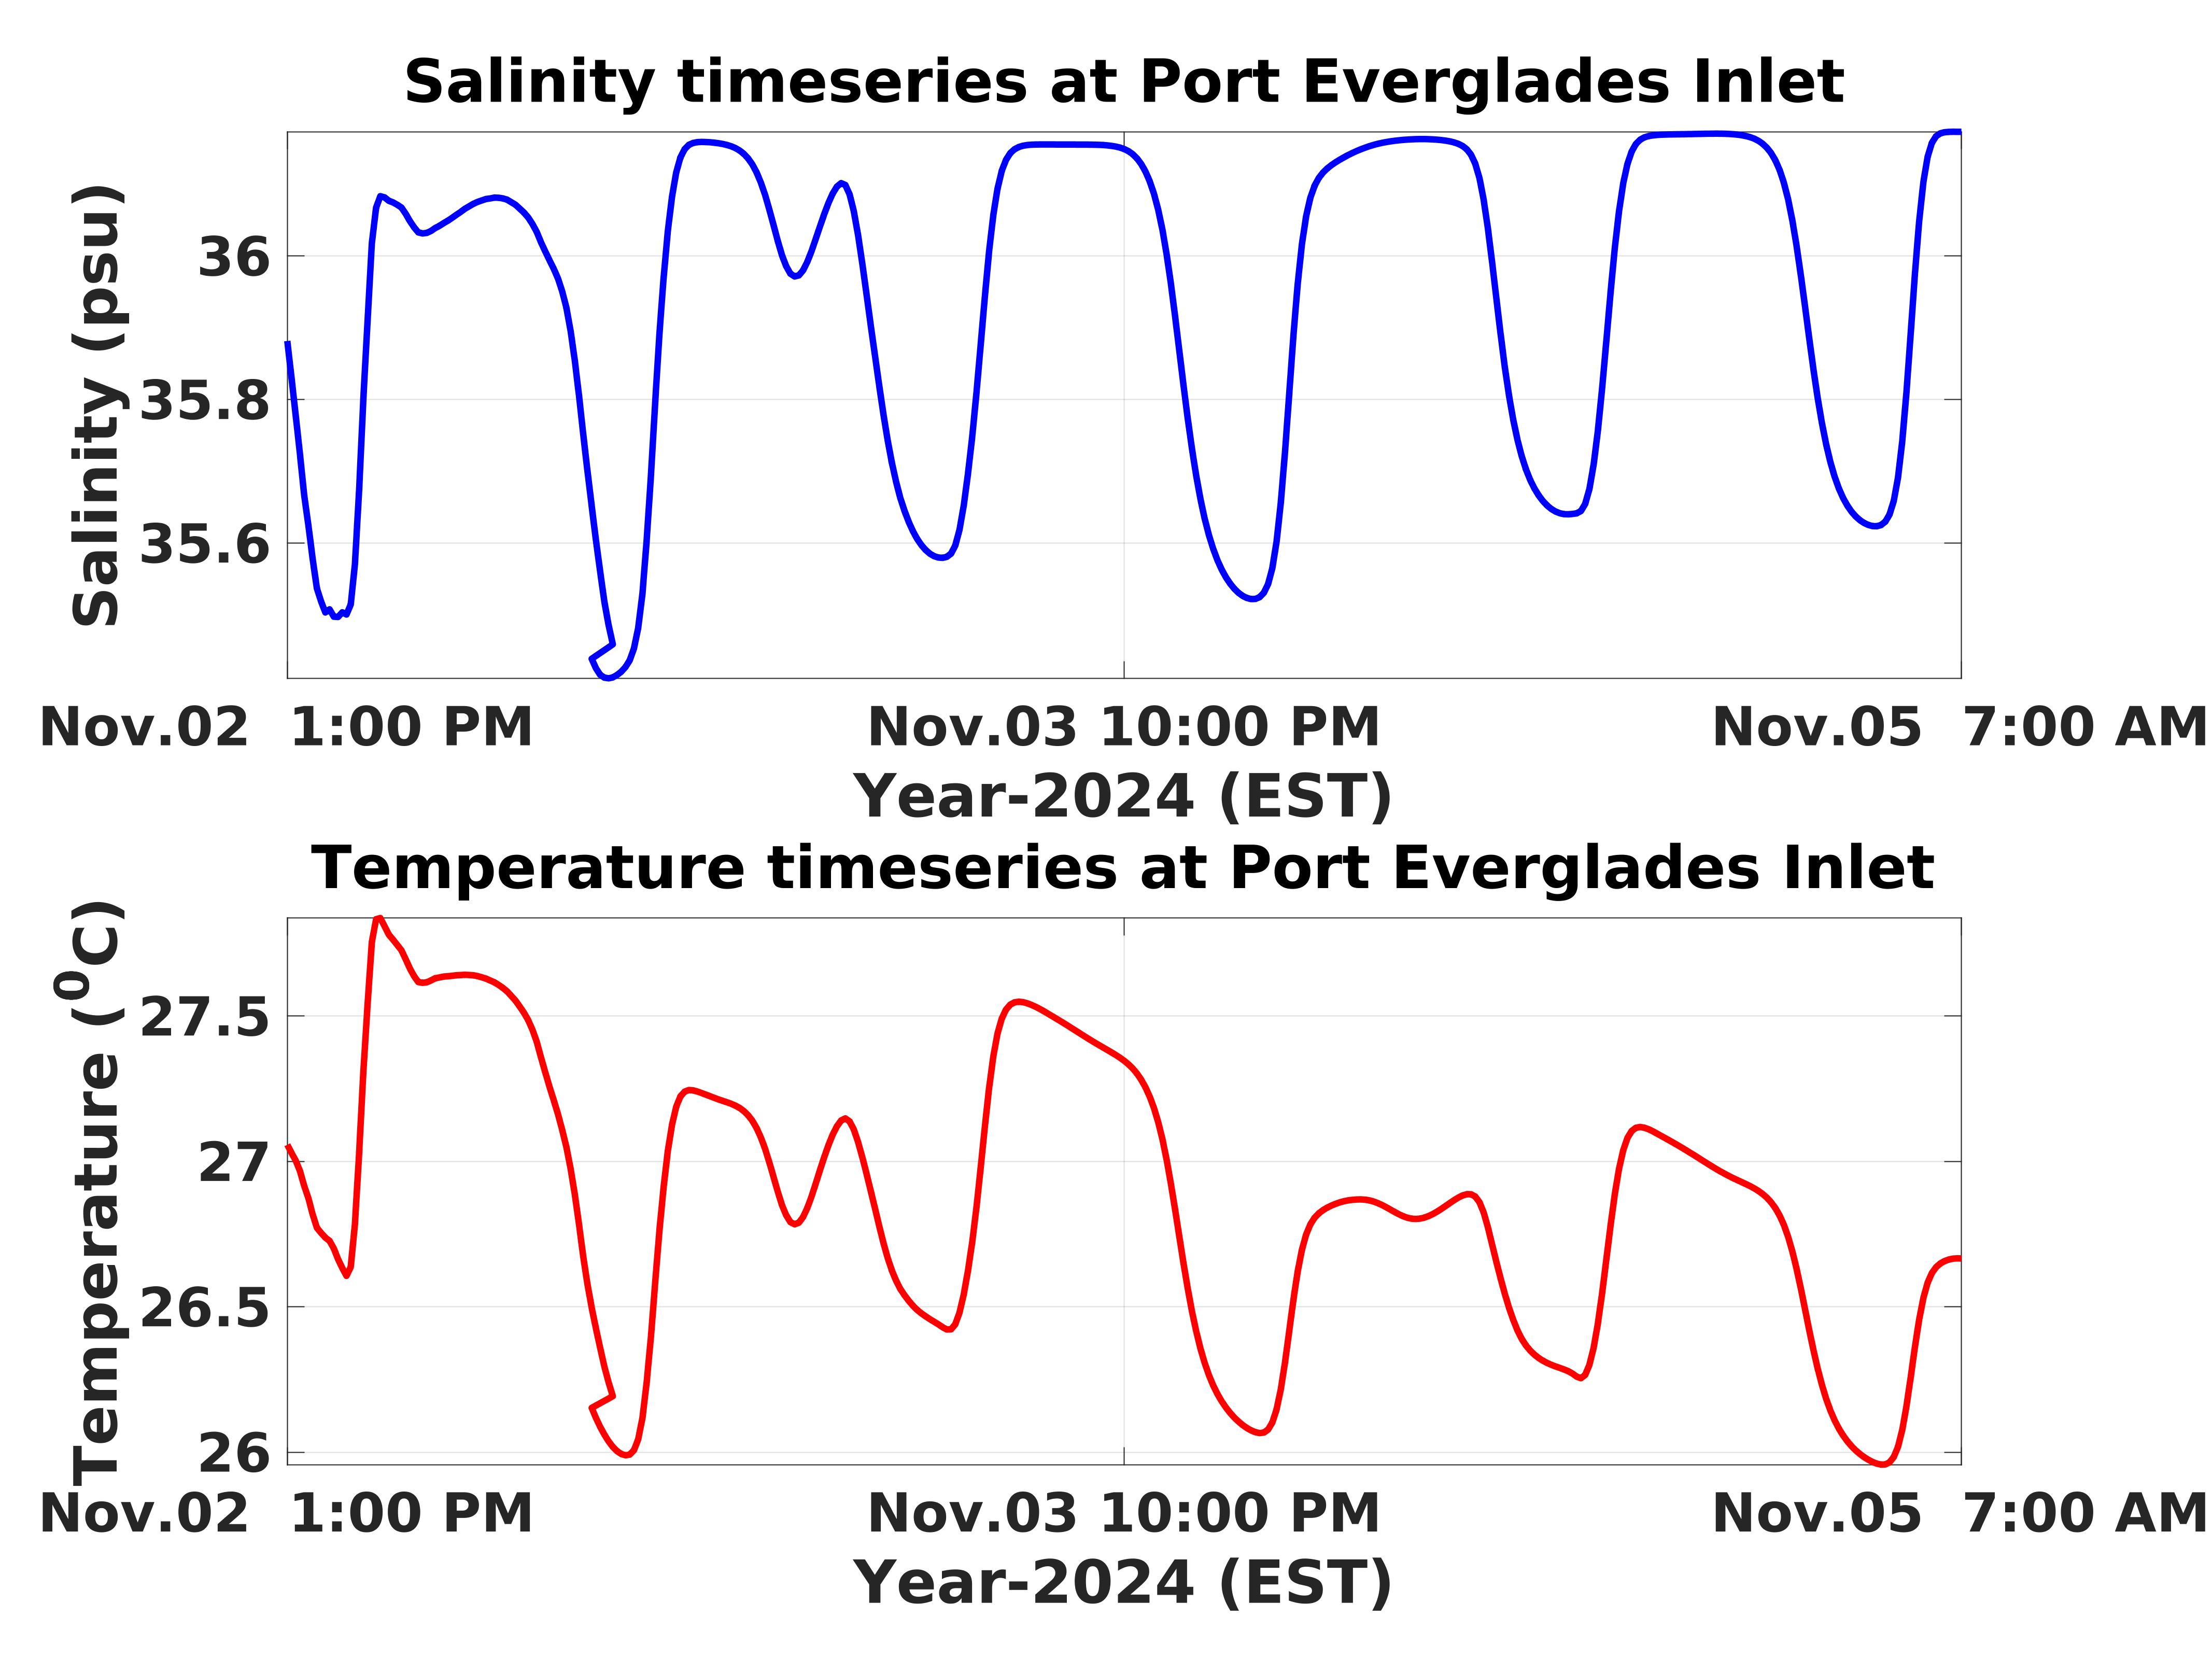 Salinity timeseries at Port Everglades Inlet
Salinity (psu)
36
35.8
35.6
Nov.02  1:00 PM
Nov.03 10:00 PM
Nov.05  7:00 AM
Year-2024 (EST)
Temperature timeseries at Port Everglades Inlet
Temperature (⁰C)
27.5
27
26.5
26
Nov.02  1:00 PM
Nov.03 10:00 PM
Nov.05  7:00 AM
Year-2024 (EST)